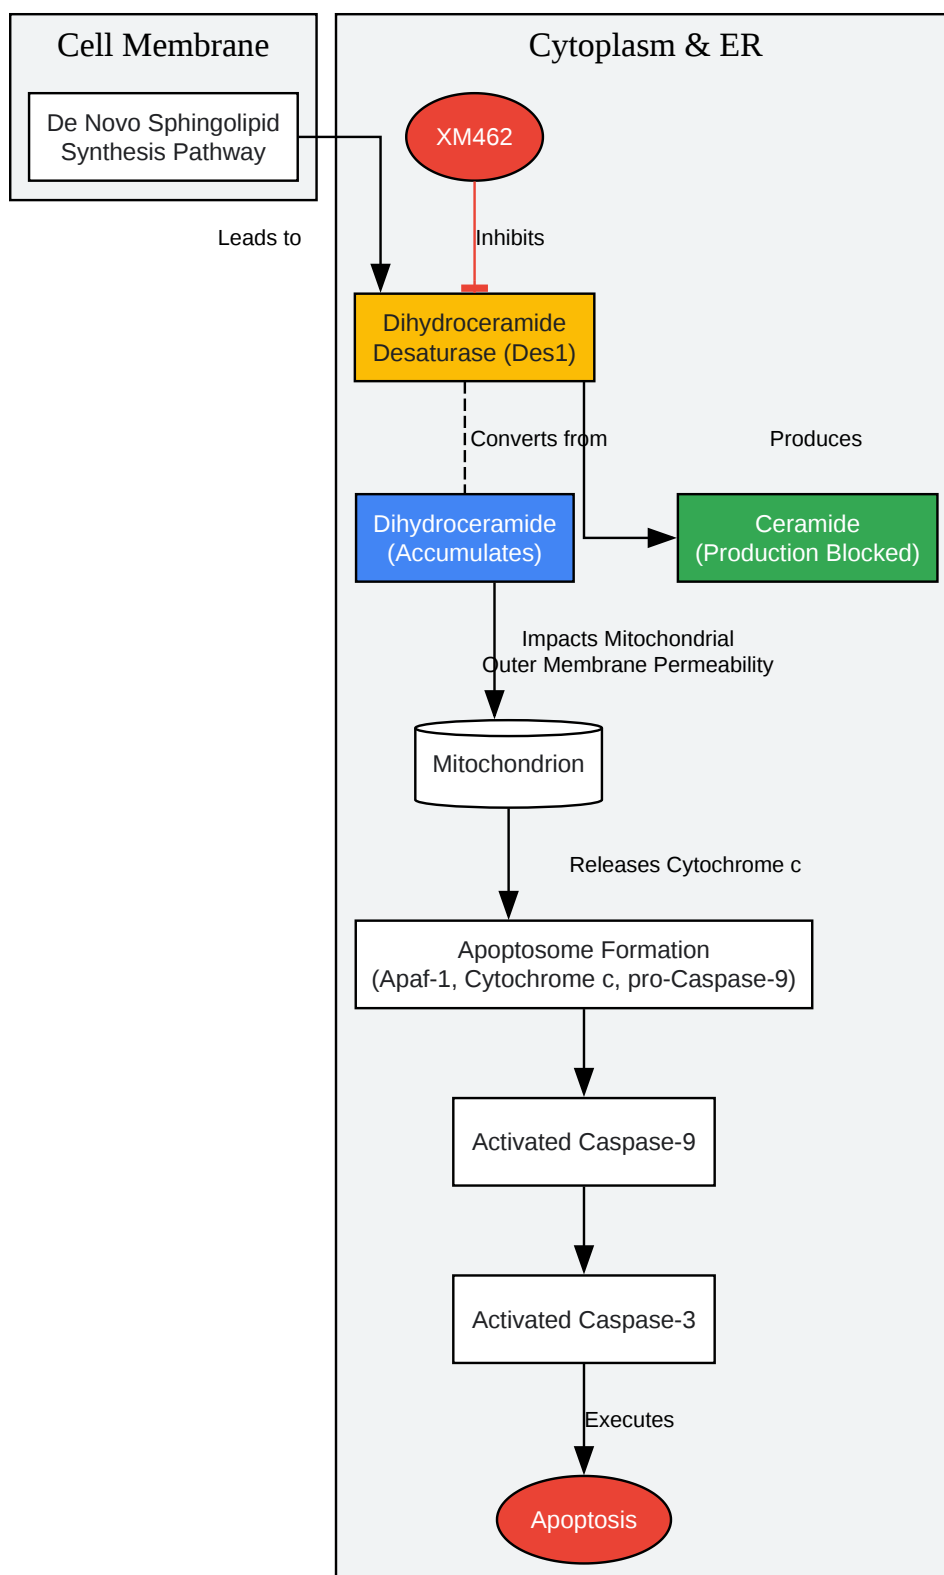 Cell Membrane
Cytoplasm & ER
De Novo Sphingolipid
Synthesis Pathway
XM462
Leads to
Inhibits
Dihydroceramide
Desaturase (Des1)
Converts from
Produces
Dihydroceramide
(Accumulates)
Ceramide
(Production Blocked)
Impacts Mitochondrial
Outer Membrane Permeability
Mitochondrion
Releases Cytochrome c
Apoptosome Formation
(Apaf-1, Cytochrome c, pro-Caspase-9)
Activated Caspase-9
Activated Caspase-3
Executes
Apoptosis